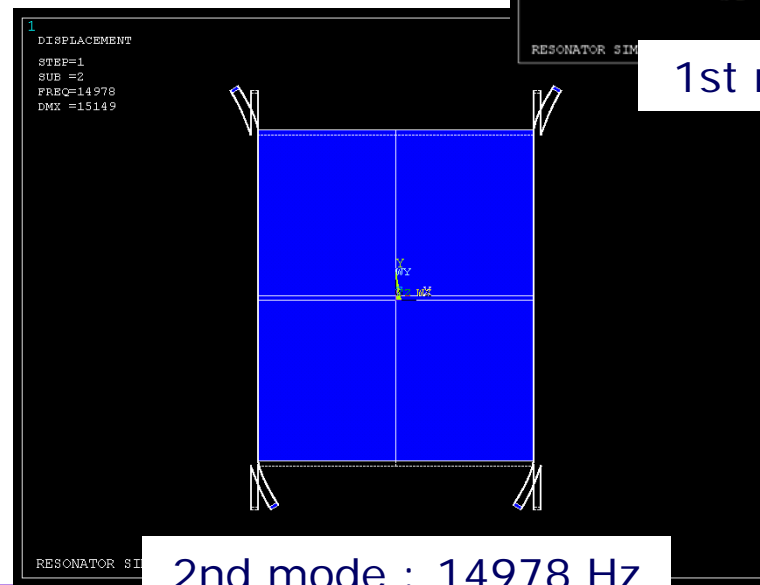 1
DISPLACEMENT
STEP=1
SUB =2
FREQ=14978
DMX =15149
RESONATOR SIM
1st
Y
WY
RESONATOR SI
2nd mode : 14978 Hz